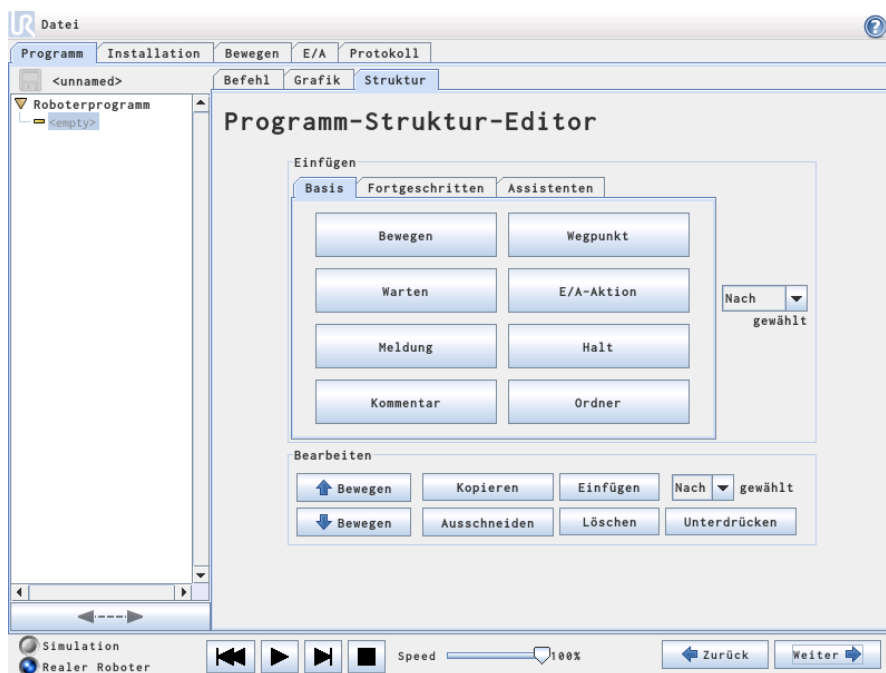 UR Datei
Programm Installation Bewegen E/A Protokoll
<unnamed>
Befehl Grafik Struktur
Roboterprogramm
<empty>
Programm-Struktur-Editor
Einfügen
Basis Fortgeschritten Assistenten
Bewegen Wegpunkt
Warten E/A-Aktion
Nach
gewählt
Meldung Halt
Kommentar Ordner
Bearbeiten
Bewegen Kopieren Einfügen Nach gewählt
Bewegen Ausschneiden Löschen Unterdrücken
Simulation
Realer Roboter
Speed 100%
Zurück Weiter